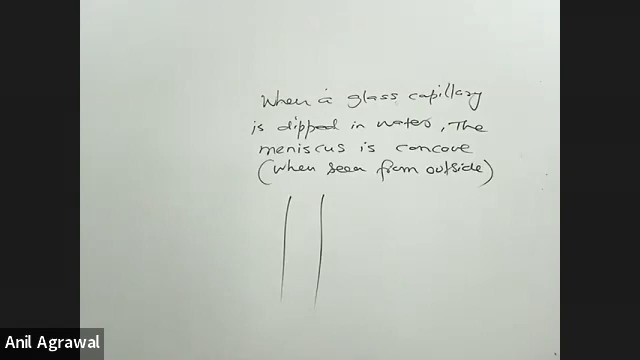 When a glass capillary
is dipped in water, The
meniscus is concave
(when seen from outside)
Anil Agrawal